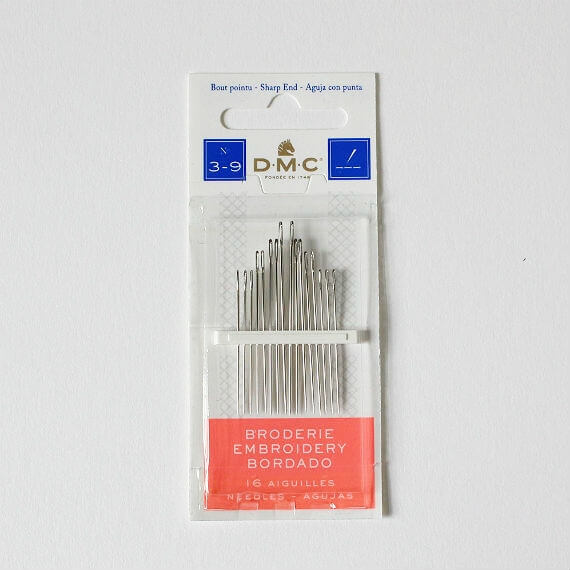 Bout pointu - Sharp End - Aguja con punta
N°
3-9
D·M·C
FONDÉE EN 1746
BRODERIE
EMBROIDERY
BORDADO
16 AIGUILLES
NEEDLES - AGUJAS